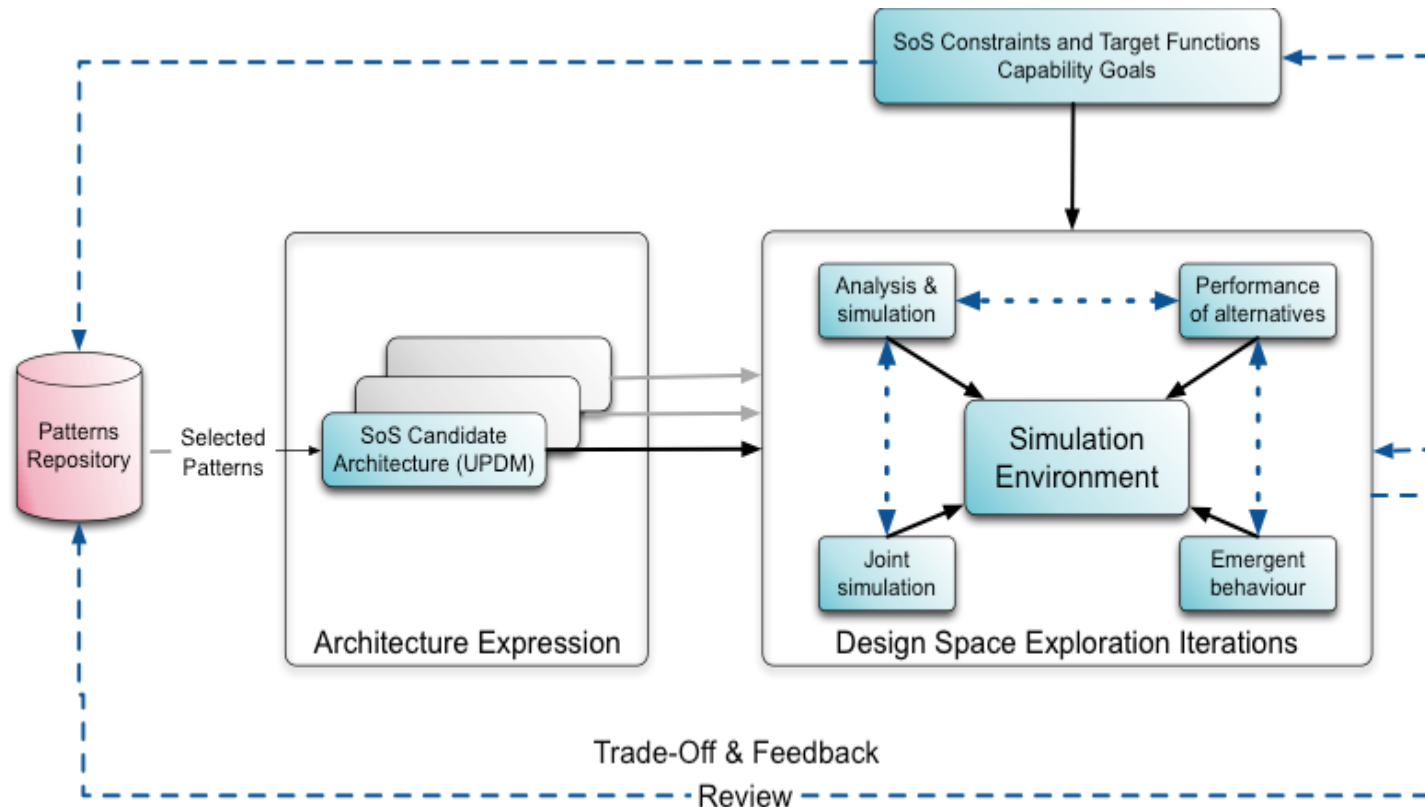 SoS Constraints and Target Functions
Capability Goals
Analysis &
simulation
Performance
of alternatives
Patterns
Repository
Selected
Patterns
SoS Candidate
Architecture (UPDM)
Simulation
Environment
Joint
simulation
Emergent
behaviour
Architecture Expression
Design Space Exploration Iterations
Trade-Off & Feedback
Review